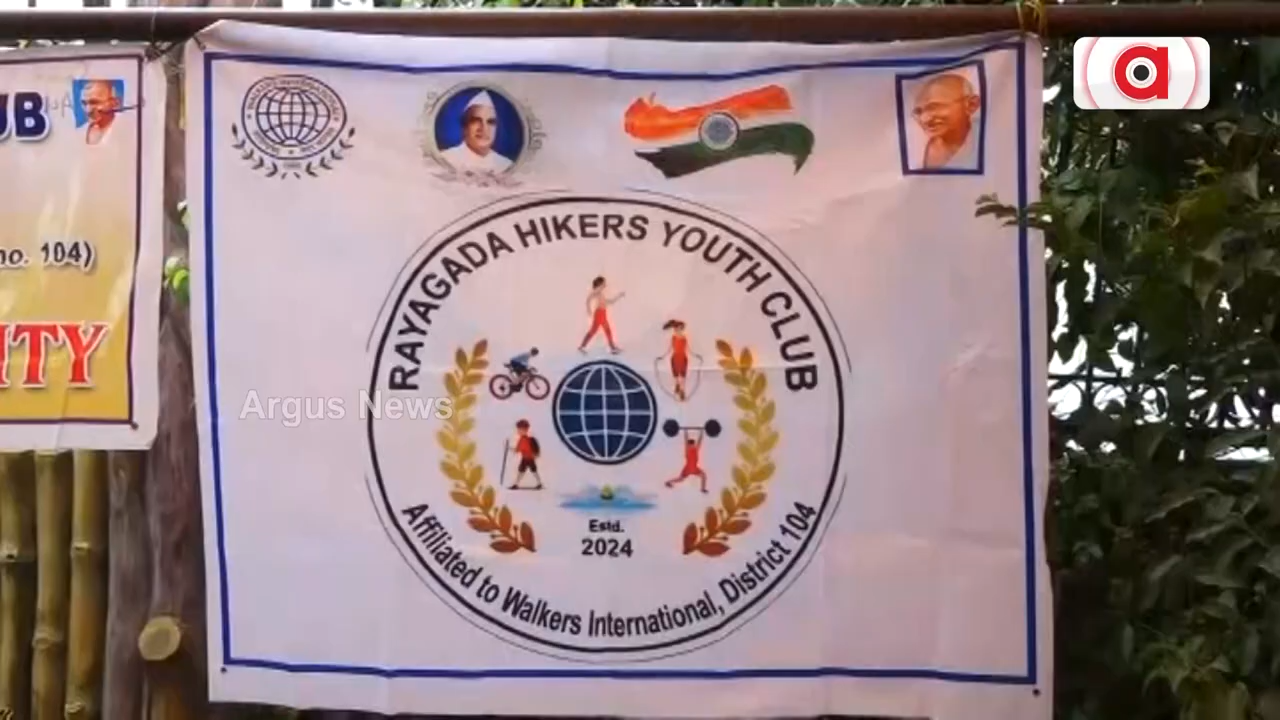 UB
no. 104)
ITY
RAYAGADA HIKERS YOUTH CLUB
Estd.
2024
Affiliated to Walkers International, District 104
Argus News
a